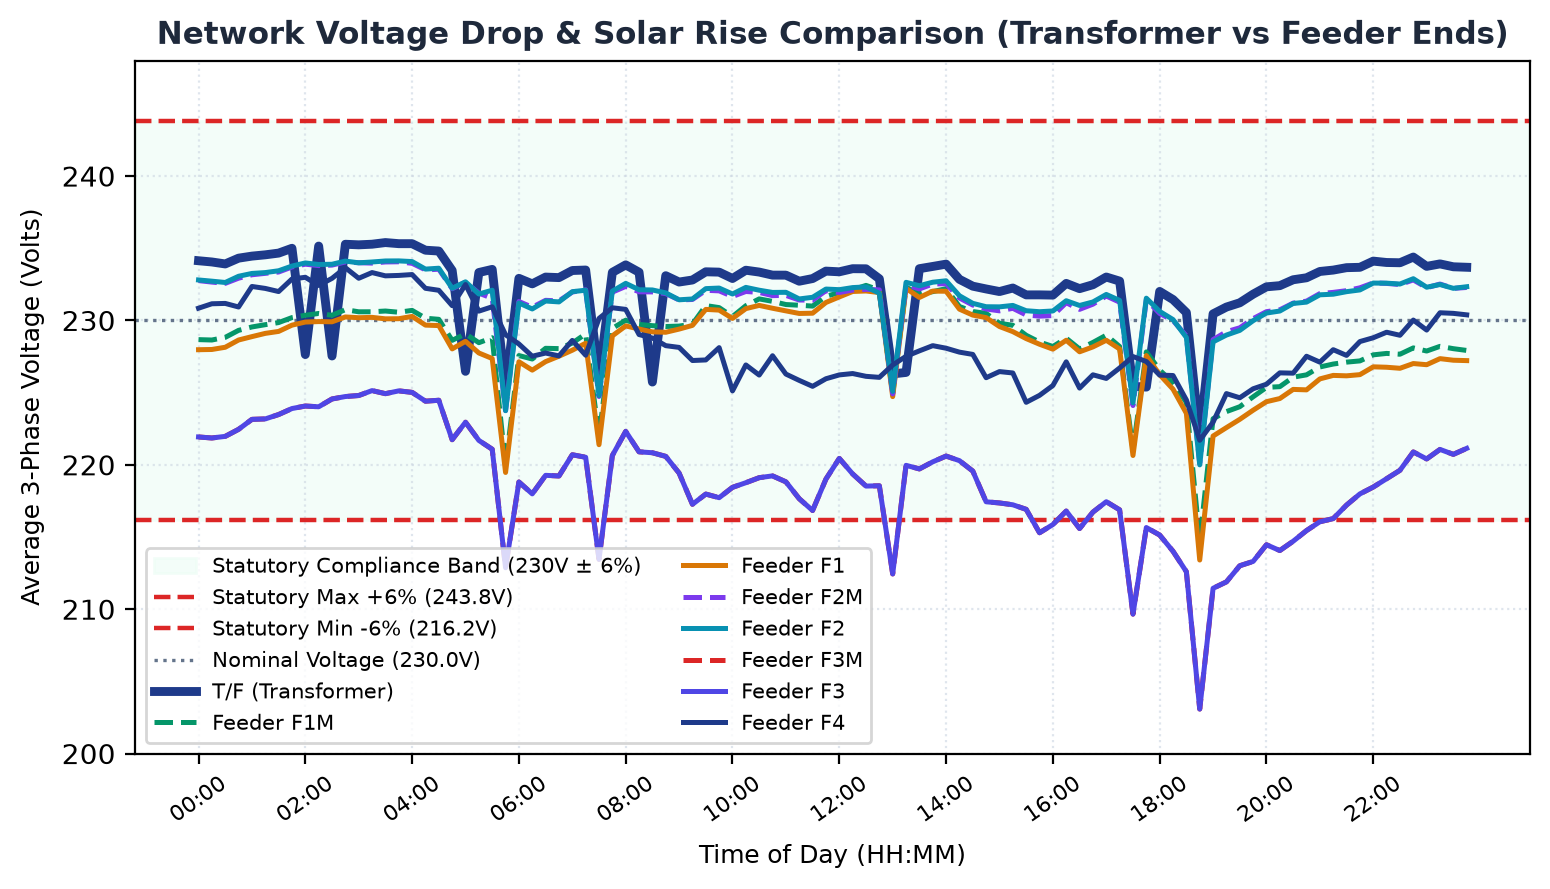 Network Voltage Drop & Solar Rise Comparison (Transformer vs Feeder Ends)
Average 3-Phase Voltage (Volts)
240
230
220
210
200
Statutory Compliance Band (230V ± 6%)
Statutory Max +6% (243.8V)
Statutory Min -6% (216.2V)
Nominal Voltage (230.0V)
T/F (Transformer)
Feeder F1M
Feeder F1
Feeder F2M
Feeder F2
Feeder F3M
Feeder F3
Feeder F4
00:00 02:00 04:00 06:00 08:00 10:00 12:00 14:00 16:00 18:00 20:00 22:00
Time of Day (HH:MM)